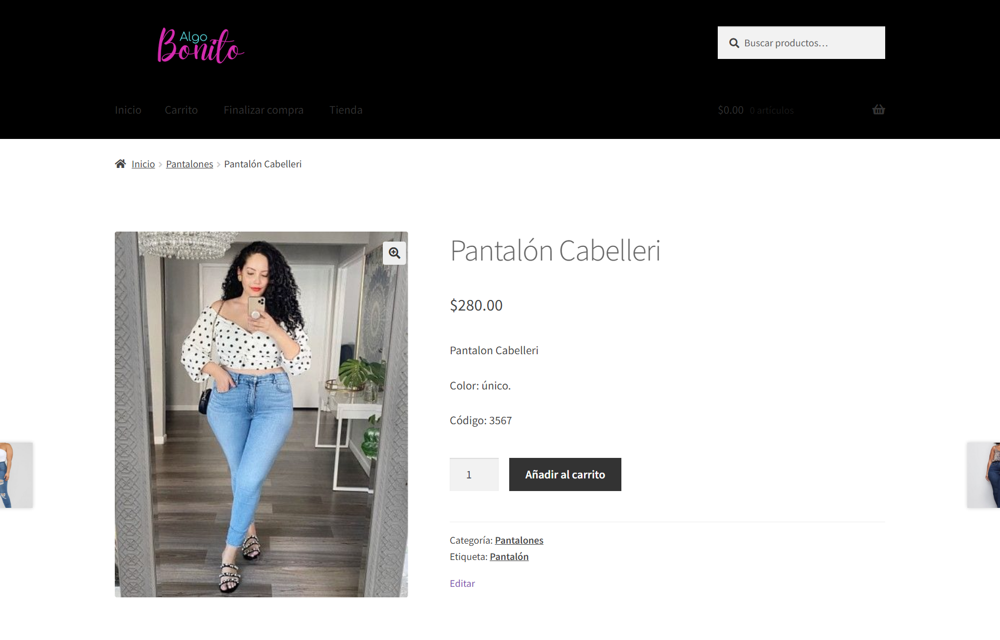 Algo
Bonito
Buscar productos…
Inicio Carrito Finalizar compra Tienda
$0.00 0 artículos
Inicio Pantalones Pantalón Cabelleri
Pantalón Cabelleri
$280.00
Pantalon Cabelleri
Color: único.
Código: 3567
1 Añadir al carrito
Categoría: Pantalones
Etiqueta: Pantalón
Editar